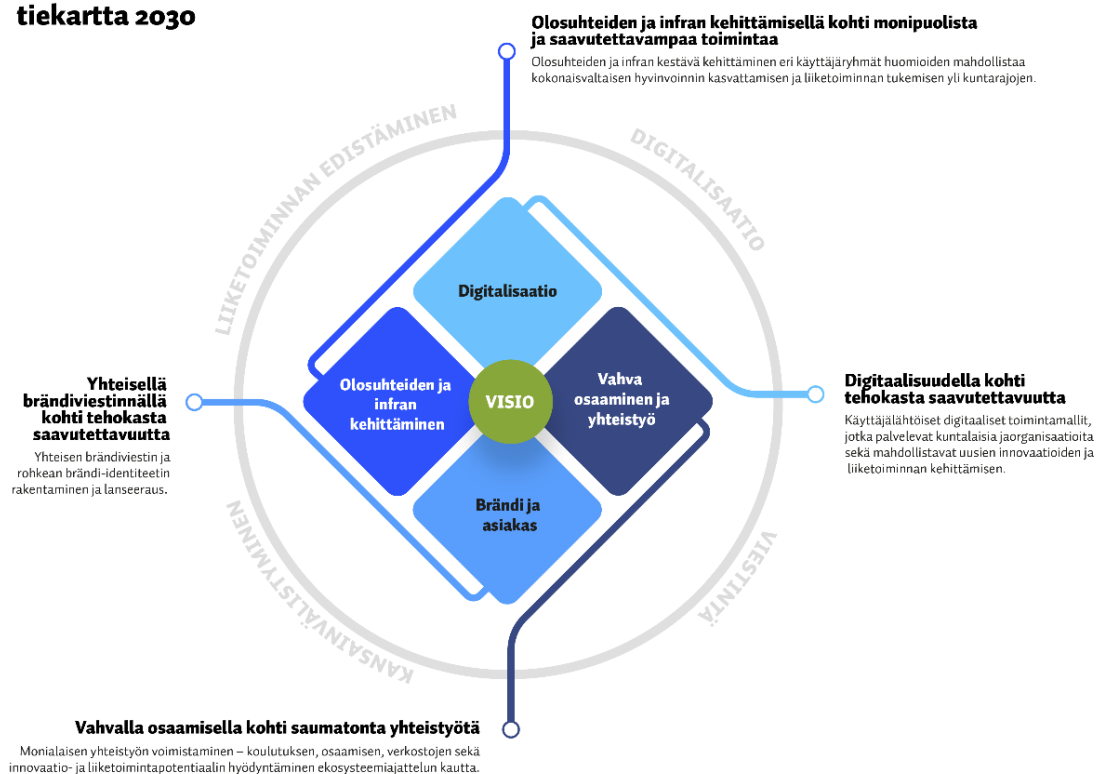 tiekartta 2030
Olosuhteiden ja infran kehittämisellä kohti monipuolista
ja saavutettavampaa toimintaa
Olosuhteiden ja infran kestävä kehittäminen eri käyttäjäryhmät huomioiden mahdollistaa
kokonaisvaltaisen hyvinvoinnin kasvattamisen ja liiketoiminnan tukemisen yli kuntarajojen.
LIIKETOIMINNAN EDISTÄMINEN
DIGITALISAATIO
Digitalisaatio
Olosuhteiden ja
infran
kehittäminen
VISIO
Vahva
osaaminen ja
yhteistyö
Brändi ja
asiakas
Yhteisellä
brändiviestinnällä
kohti tehokasta
saavutettavuutta
Yhteisen brändiviestin ja
rohkean brändi-identiteetin
rakentaminen ja lanseeraus.
Digitaalisuudella kohti
tehokasta saavutettavuutta
Käyttäjälähtöiset digitaaliset toimintamallit,
jotka palvelevat kuntalaisia jaorganisaatioita
sekä mahdollistavat uusien innovaatioiden ja
liiketoiminnan kehittämisen.
KANSAINVÄLISTYMINEN
VIESTINTÄ
Vahvalla osaamisella kohti saumatonta yhteistyötä
Monialaisen yhteistyön voimistaminen – koulutuksen, osaamisen, verkostojen sekä
innovaatio- ja liiketoimintapotentiaalin hyödyntäminen ekosysteemiajattelun kautta.